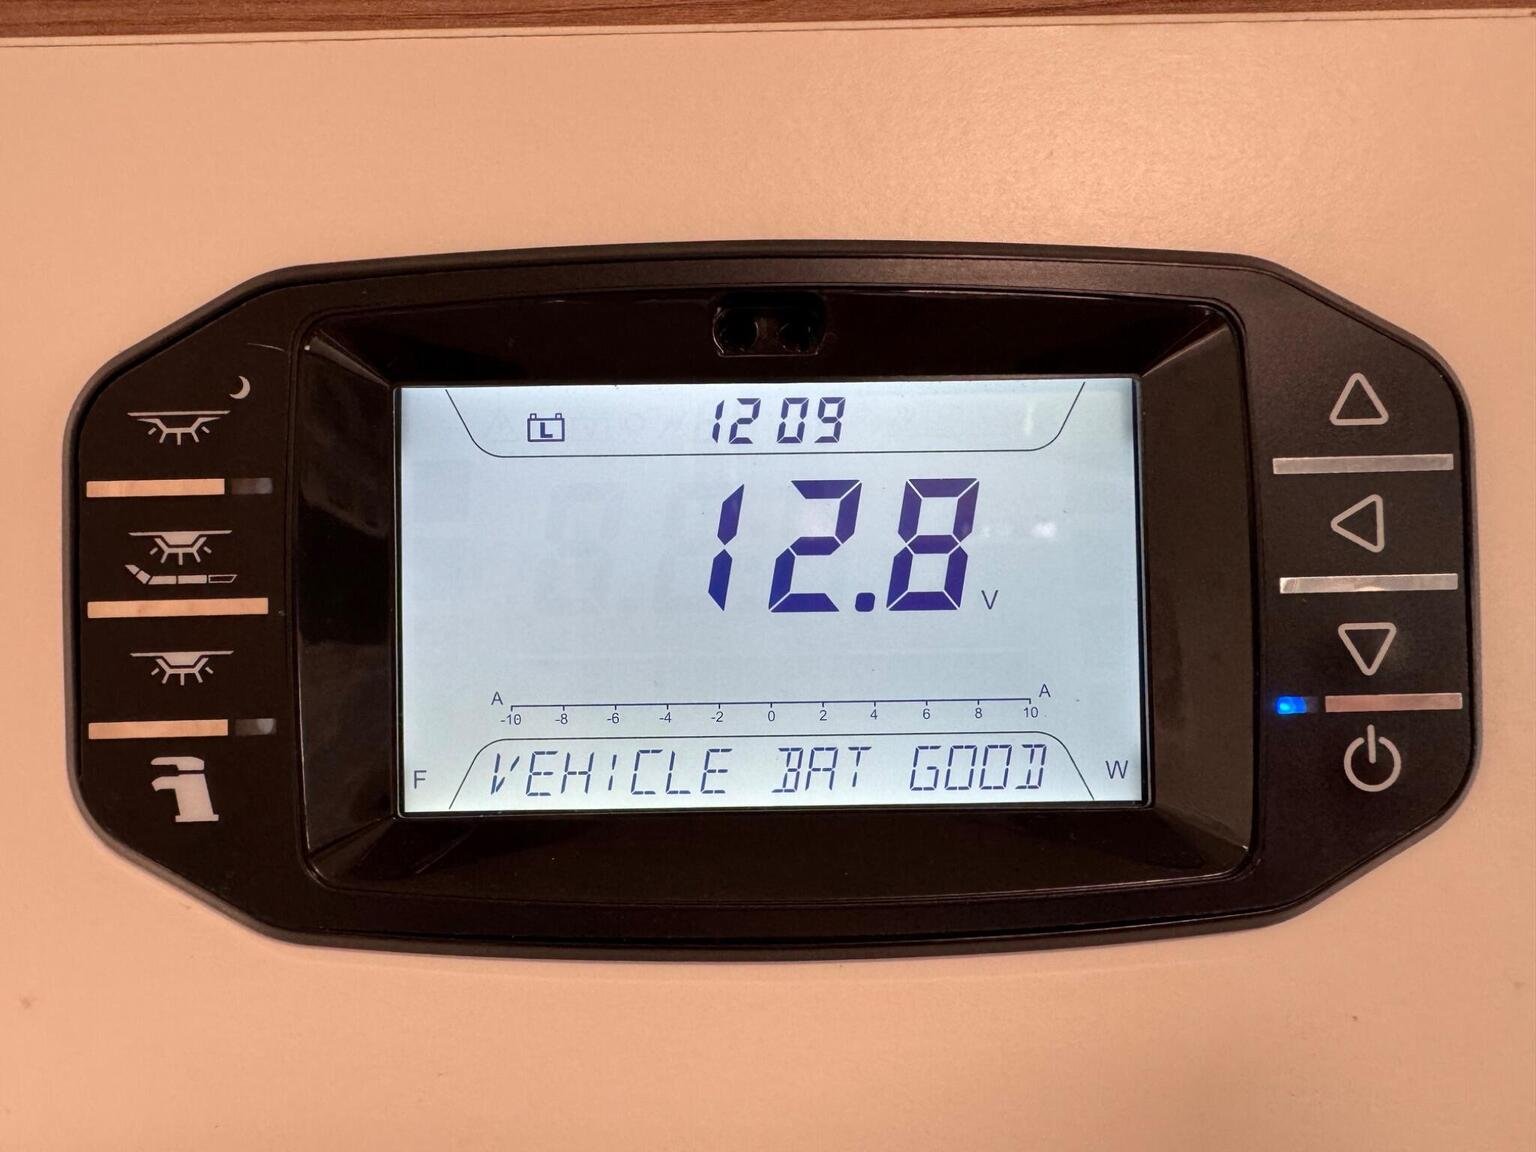 L 12 09
12.8 V
A A
-10 -8 -6 -4 -2 0 2 4 6 8 10
F VEHICLE BAT GOOD W